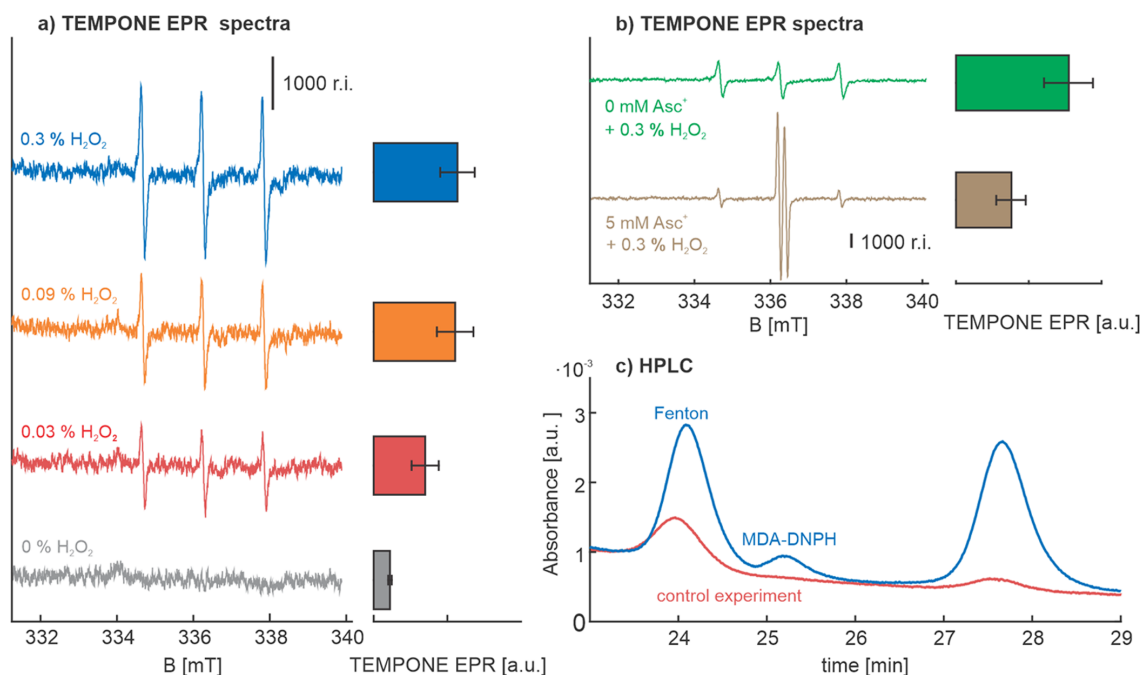 a) TEMPONE EPR spectra
1000 r.i.
0.3 % H₂O₂
0.09 % H₂O₂
0.03 % H₂O₂
0 % H₂O₂
332 334 336 338 340
B [mT]
TEMPONE EPR [a.u.]
b) TEMPONE EPR spectra
0 mM Asc⁺
+ 0.3 % H₂O₂
5 mM Asc⁺
+ 0.3 % H₂O₂
1000 r.i.
332 334 336 338 340
B [mT]
TEMPONE EPR [a.u.]
c) HPLC
·10⁻³
3
2
1
0
Absorbance [a.u. ]
Fenton
MDA-DNPH
control experiment
24 25 26 27 28 29
time [min]